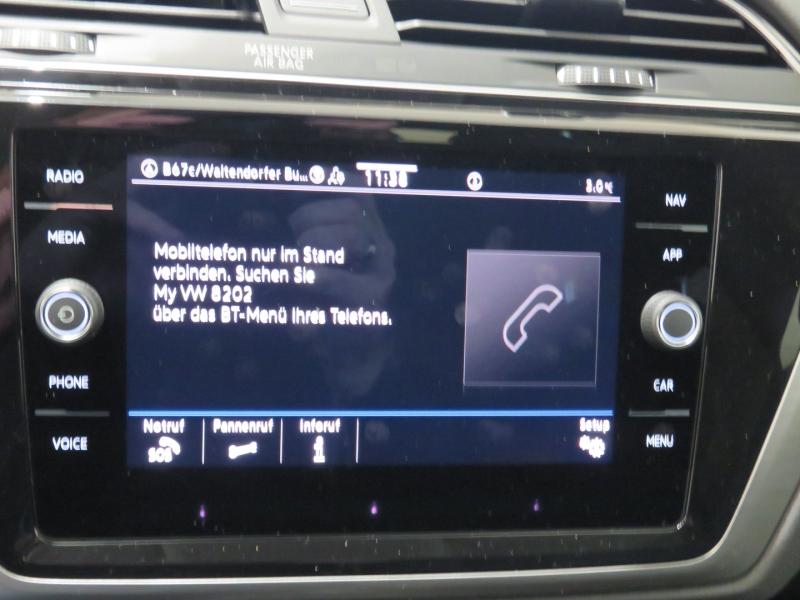 PASSENGER
AIR BAG
RADIO
MEDIA
PHONE
VOICE
B67c/Waltendorfer Bu...
11:38
3.0 °C
Mobiltelefon nur im Stand
verbinden. Suchen Sie
My VW 8202
über das BT-Menü Ihres Telefons.
Notruf
SOS
Pannenruf
Inforuf
Setup
NAV
APP
CAR
MENU